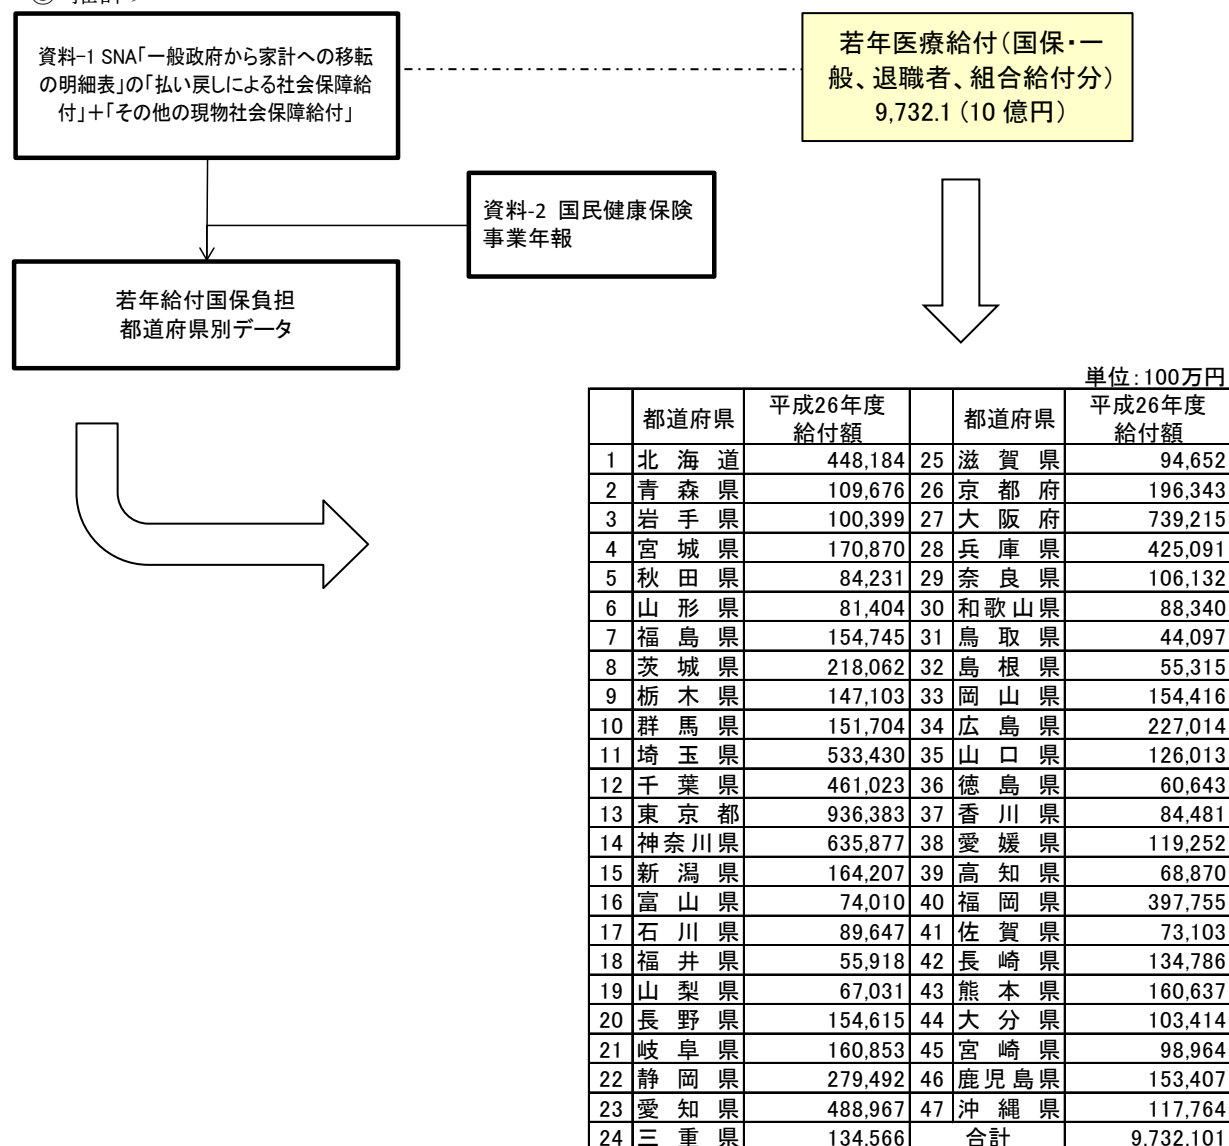 資料-1 SNA「一般政府から家計への移転
の明細表」の「払い戻しによる社会保障給
付」＋「その他の現物社会保障給付」
若年医療給付（国保・一
般、退職者、組合給付分）
9,732.1（10 億円）
資料-2 国民健康保険
事業年報
若年給付国保負担
都道府県別データ
単位：100万円
都道府県 平成26年度 都道府県 平成26年度
給付額 給付額
1 北海道 448,184 25 滋賀県 94,652
2 青森県 109,676 26 京都府 196,343
3 岩手県 100,399 27 大阪府 739,215
4 宮城県 170,870 28 兵庫県 425,091
5 秋田県 84,231 29 奈良県 106,132
6 山形県 81,404 30 和歌山県 88,340
7 福島県 154,745 31 鳥取県 44,097
8 茨城県 218,062 32 島根県 55,315
9 栃木県 147,103 33 岡山県 154,416
10 群馬県 151,704 34 広島県 227,014
11 埼玉県 533,430 35 山口県 126,013
12 千葉県 461,023 36 徳島県 60,643
13 東京都 936,383 37 香川県 84,481
14 神奈川県 635,877 38 愛媛県 119,252
15 新潟県 164,207 39 高知県 68,870
16 富山県 74,010 40 福岡県 397,755
17 石川県 89,647 41 佐賀県 73,103
18 福井県 55,918 42 長崎県 134,786
19 山梨県 67,031 43 熊本県 160,637
20 長野県 154,615 44 大分県 103,414
21 岐阜県 160,853 45 宮崎県 98,964
22 静岡県 279,492 46 鹿児島県 153,407
23 愛知県 488,967 47 沖縄県 117,764
24 三重県 134,566 合計 9,732,101